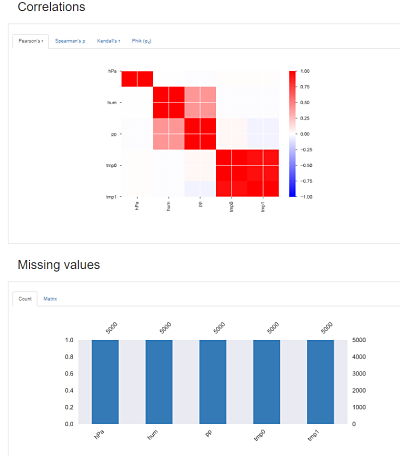 Correlations
Pearson's r Spearman's ρ Kendall's τ Phik (φk)
hPa
hum
pp
tmp0
tmp1
1.00
0.75
0.50
0.25
0.00
−0.25
−0.50
−0.75
−1.00
hPa hum pp tmp0 tmp1
Missing values
Count Matrix
5000 5000 5000 5000 5000
1.0 5000
0.8 4000
0.6 3000
0.4 2000
0.2 1000
0.0 0
hPa hum pp tmp0 tmp1